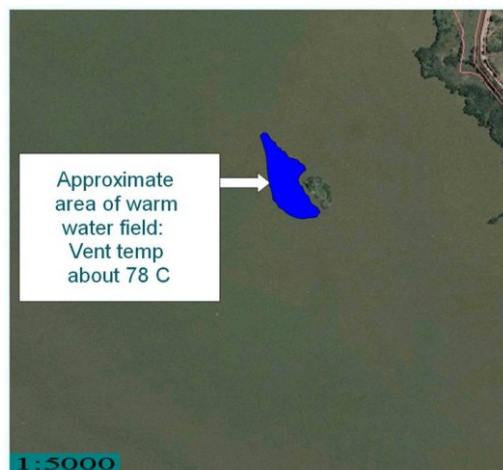 Approximate
area of warm
water field:
Vent temp
about 78 C
1:5000